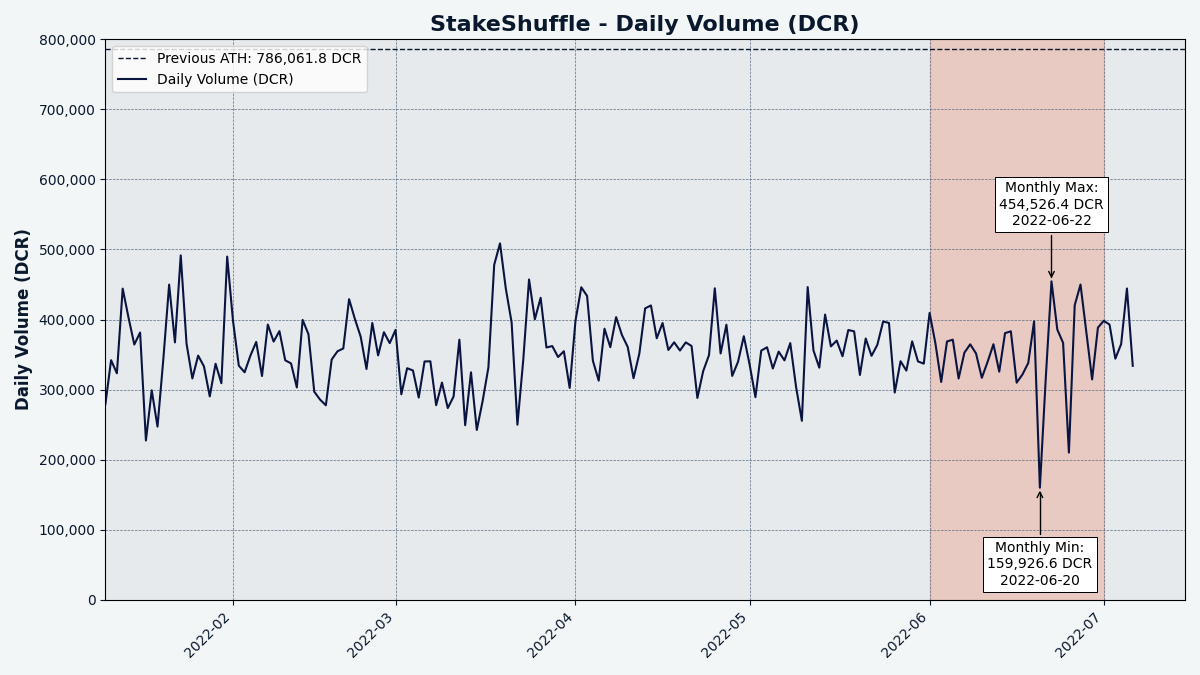 StakeShuffle - Daily Volume (DCR)
Previous ATH: 786,061.8 DCR
Daily Volume (DCR)
Daily Volume (DCR)
800,000
700,000
600,000
500,000
400,000
300,000
200,000
100,000
0
Monthly Max:
454,526.4 DCR
2022-06-22
Monthly Min:
159,926.6 DCR
2022-06-20
2022-02
2022-03
2022-04
2022-05
2022-06
2022-07